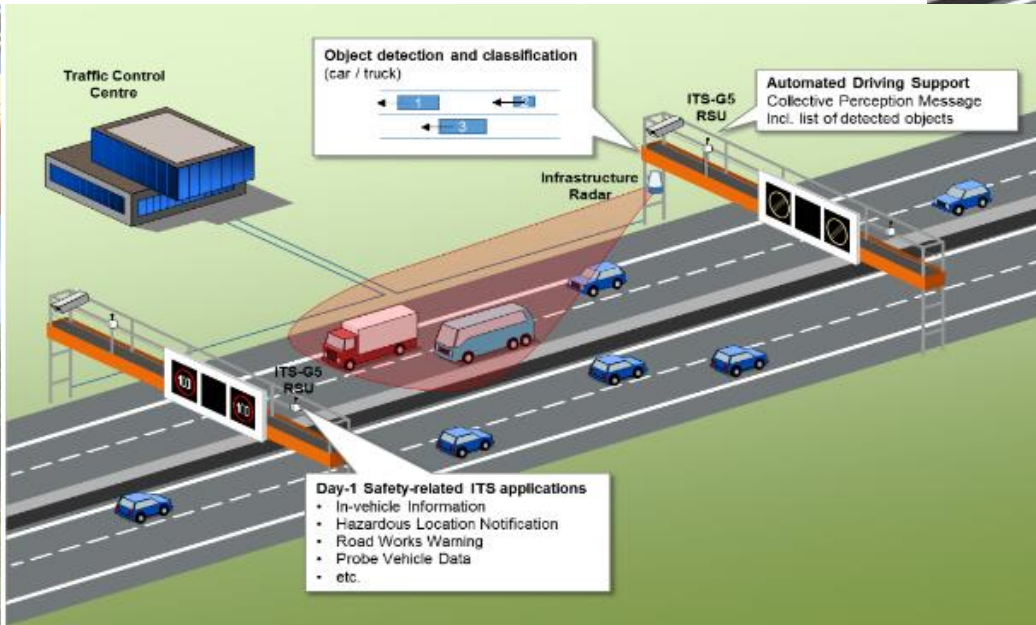 Traffic Control
Centre
Object detection and classification
(car / truck)
1
2
3
ITS-G5
RSU
Automated Driving Support
Collective Perception Message
Incl. list of detected objects
Infrastructure
Radar
100
100
ITS-G5
RSU
Day-1 Safety-related ITS applications
• In-vehicle Information
• Hazardous Location Notification
• Road Works Warning
• Probe Vehicle Data
• etc.